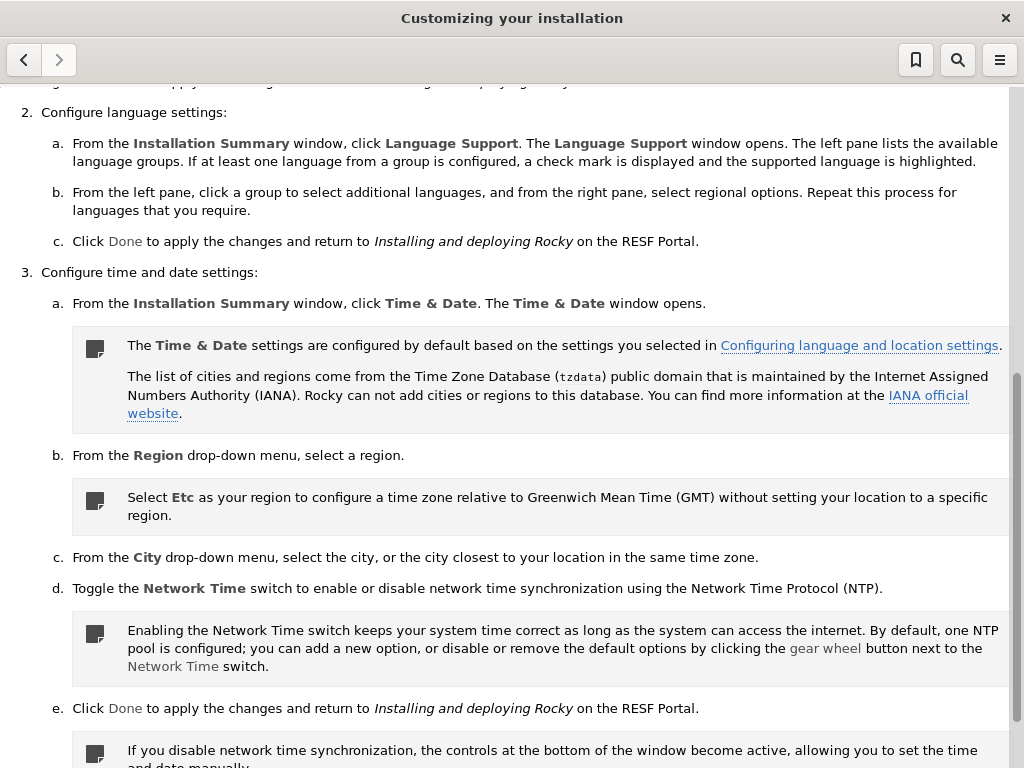 Customizing your installation
2. Configure language settings:
a. From the Installation Summary window, click Language Support. The Language Support window opens. The left pane lists the available
language groups. If at least one language from a group is configured, a check mark is displayed and the supported language is highlighted.
b. From the left pane, click a group to select additional languages, and from the right pane, select regional options. Repeat this process for
languages that you require.
c. Click Done to apply the changes and return to Installing and deploying Rocky on the RESF Portal.
3. Configure time and date settings:
a. From the Installation Summary window, click Time & Date. The Time & Date window opens.
The Time & Date settings are configured by default based on the settings you selected in Configuring language and location settings.
The list of cities and regions come from the Time Zone Database (tzdata) public domain that is maintained by the Internet Assigned
Numbers Authority (IANA). Rocky can not add cities or regions to this database. You can find more information at the IANA official
website.
b. From the Region drop-down menu, select a region.
Select Etc as your region to configure a time zone relative to Greenwich Mean Time (GMT) without setting your location to a specific
region.
c. From the City drop-down menu, select the city, or the city closest to your location in the same time zone.
d. Toggle the Network Time switch to enable or disable network time synchronization using the Network Time Protocol (NTP).
Enabling the Network Time switch keeps your system time correct as long as the system can access the internet. By default, one NTP
pool is configured; you can add a new option, or disable or remove the default options by clicking the gear wheel button next to the
Network Time switch.
e. Click Done to apply the changes and return to Installing and deploying Rocky on the RESF Portal.
If you disable network time synchronization, the controls at the bottom of the window become active, allowing you to set the time
and date manually.